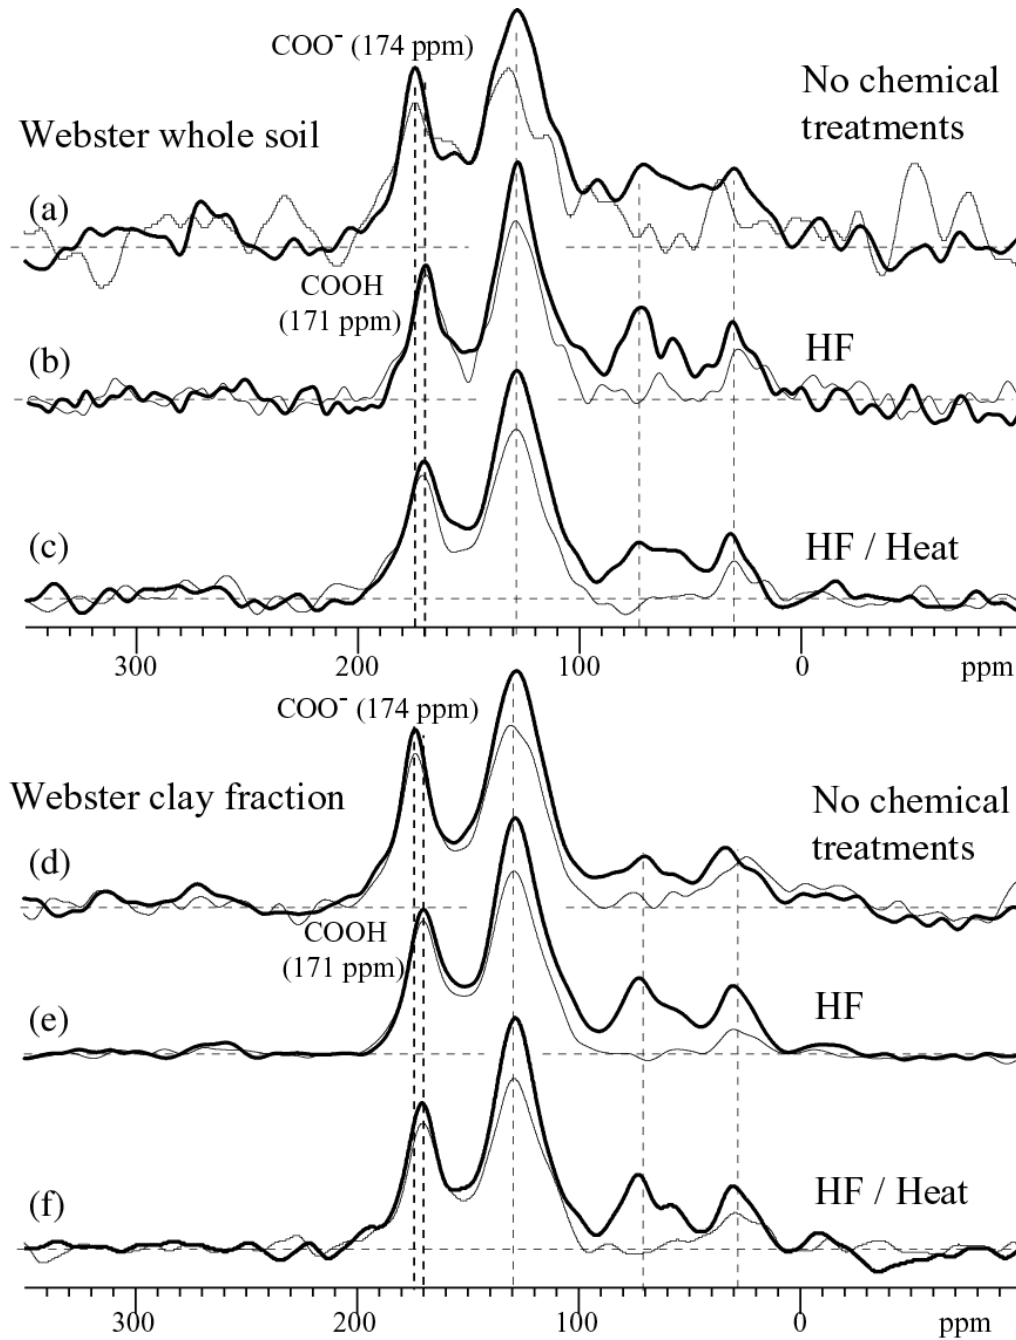 COO⁻ (174 ppm)
No chemical
treatments
Webster whole soil
(a)
COOH
(171 ppm)
HF
(b)
(c)
HF / Heat
300 200 100 0 ppm
COO⁻ (174 ppm)
Webster clay fraction
No chemical
treatments
(d)
COOH
(171 ppm)
HF
(e)
HF / Heat
(f)
300 200 100 0 ppm